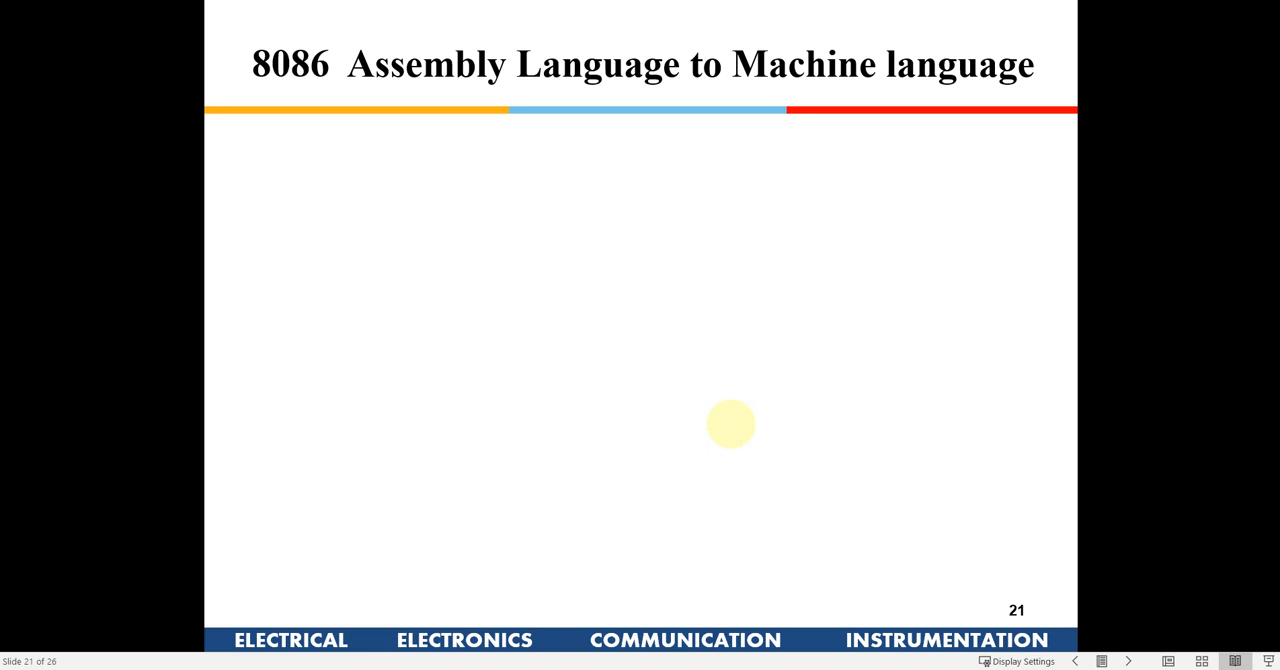 8086 Assembly Language to Machine language
21
ELECTRICAL ELECTRONICS COMMUNICATION INSTRUMENTATION
Slide 21 of 26 Display Settings